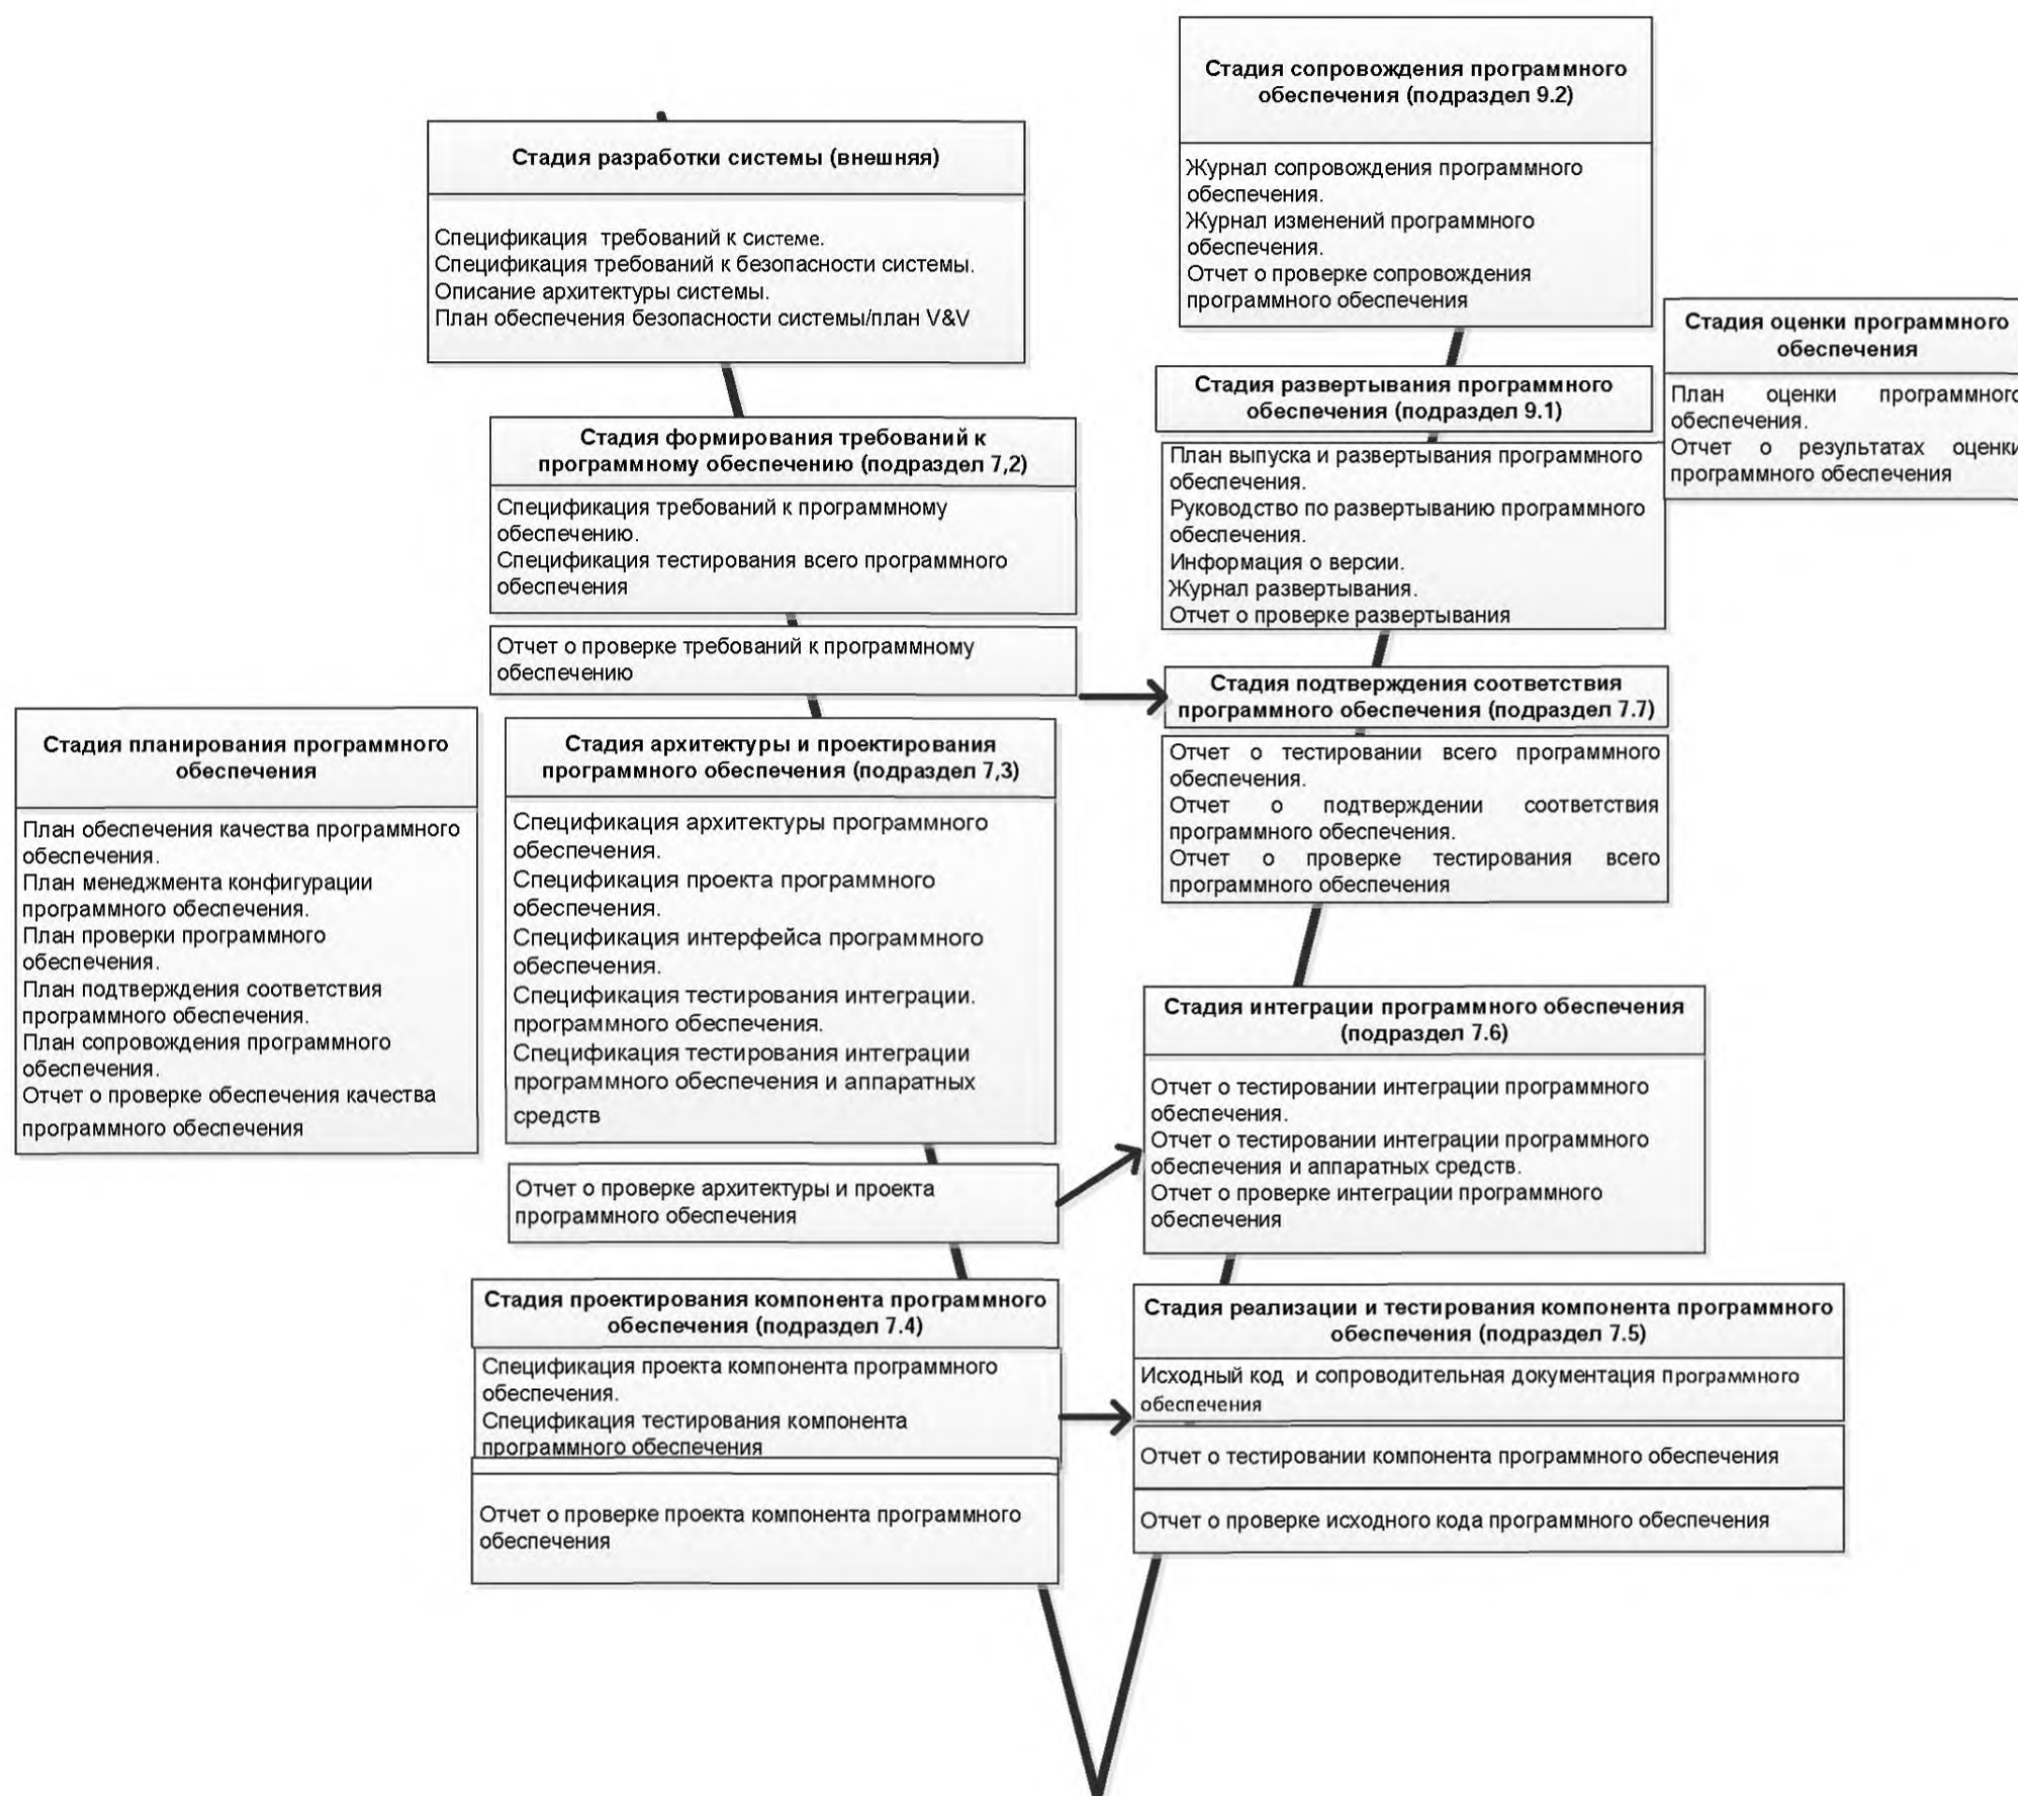 Стадия разработки системы (внешняя)
Спецификация требований к системе.
Спецификация требований к безопасности системы.
Описание архитектуры системы.
План обеспечения безопасности системы/план V&V
Стадия формирования требований к
программному обеспечению (подраздел 7,2)
Спецификация требований к программному
обеспечению.
Спецификация тестирования всего программного
обеспечения
Отчет о проверке требований к программному
обеспечению
Стадия планирования программного
обеспечения
План обеспечения качества программного
обеспечения.
План менеджмента конфигурации
программного обеспечения.
План проверки программного
обеспечения.
План подтверждения соответствия
программного обеспечения.
План сопровождения программного
обеспечения.
Отчет о проверке обеспечения качества
программного обеспечения
Стадия архитектуры и проектирования
программного обеспечения (подраздел 7,3)
Спецификация архитектуры программного
обеспечения.
Спецификация проекта программного
обеспечения.
Спецификация интерфейса программного
обеспечения.
Спецификация тестирования интеграции.
программного обеспечения.
Спецификация тестирования интеграции
программного обеспечения и аппаратных
средств
Отчет о проверке архитектуры и проекта
программного обеспечения
Стадия проектирования компонента программного
обеспечения (подраздел 7.4)
Спецификация проекта компонента программного
обеспечения.
Спецификация тестирования компонента
программного обеспечения
Отчет о проверке проекта компонента программного
обеспечения
Стадия сопровождения программного
обеспечения (подраздел 9.2)
Журнал сопровождения программного
обеспечения.
Журнал изменений программного
обеспечения.
Отчет о проверке сопровождения
программного обеспечения
Стадия оценки программного
обеспечения
План оценки программного
обеспечения.
Отчет о результатах оценки
программного обеспечения
Стадия развертывания программного
обеспечения (подраздел 9.1)
План выпуска и развертывания программного
обеспечения.
Руководство по развертыванию программного
обеспечения.
Информация о версии.
Журнал развертывания.
Отчет о проверке развертывания
Стадия подтверждения соответствия
программного обеспечения (подраздел 7.7)
Отчет о тестировании всего программного
обеспечения.
Отчет о подтверждении соответствия
программного обеспечения.
Отчет о проверке тестирования всего
программного обеспечения
Стадия интеграции программного обеспечения
(подраздел 7.6)
Отчет о тестировании интеграции программного
обеспечения.
Отчет о тестировании интеграции программного
обеспечения и аппаратных средств.
Отчет о проверке интеграции программного
обеспечения
Стадия реализации и тестирования компонента программного
обеспечения (подраздел 7.5)
Исходный код и сопроводительная документация программного
обеспечения
Отчет о тестировании компонента программного обеспечения
Отчет о проверке исходного кода программного обеспечения